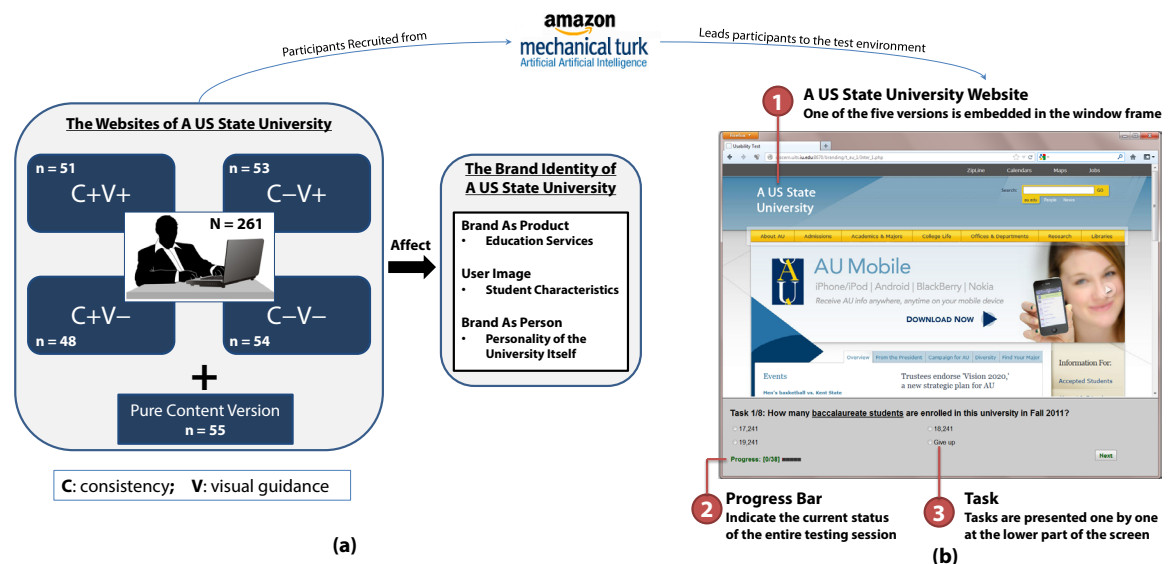 amazon
mechanical turk
Artificial Artificial Intelligence
Participants Recruited from
Leads participants to the test environment
The Websites of A US State University
n = 51
C+V+
n = 53
C−V+
N = 261
C+V−
n = 48
C−V−
n = 54
+
Pure Content Version
n = 55
C: consistency; V: visual guidance
(a)
Affect
The Brand Identity of
A US State University
Brand As Product
• Education Services
User Image
• Student Characteristics
Brand As Person
• Personality of the
University Itself
1
A US State University Website
One of the five versions is embedded in the window frame
Usability Test
ZipLine Calendars Maps Jobs
A US State
University
Search: GO
People News
About AU Admissions Academics & Majors College Life Offices & Departments Research Libraries
AU
AU Mobile
iPhone/iPod | Android | BlackBerry | Nokia
Receive AU info anywhere, anytime on your mobile device
DOWNLOAD NOW
Overview From the President Campaign for AU Diversity Find Your Major
Events
Men's basketball vs. Kent State
Trustees endorse 'Vision 2020,'
a new strategic plan for AU
Information For:
Accepted Students
Task 1/8: How many baccalaureate students are enrolled in this university in Fall 2011?
17,241 18,241
19,241 Give up
Progress: [0/38]
Next
2
Progress Bar
Indicate the current status
of the entire testing session
3
Task
Tasks are presented one by one
at the lower part of the screen
(b)